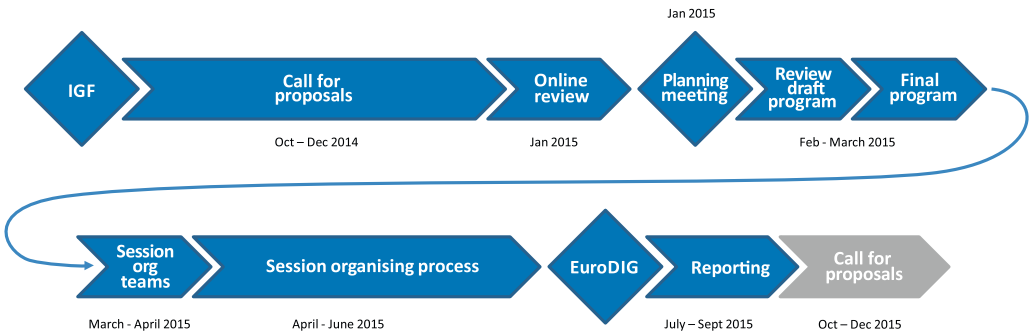 Jan 2015
IGF
Call for
proposals
Online
review
Planning
meeting
Review
draft
program
Final
program
Oct – Dec 2014
Jan 2015
Feb - March 2015
Session
org
teams
Session organising process
EuroDIG
Reporting
Call for
proposals
March - April 2015
April - June 2015
July – Sept 2015
Oct – Dec 2015